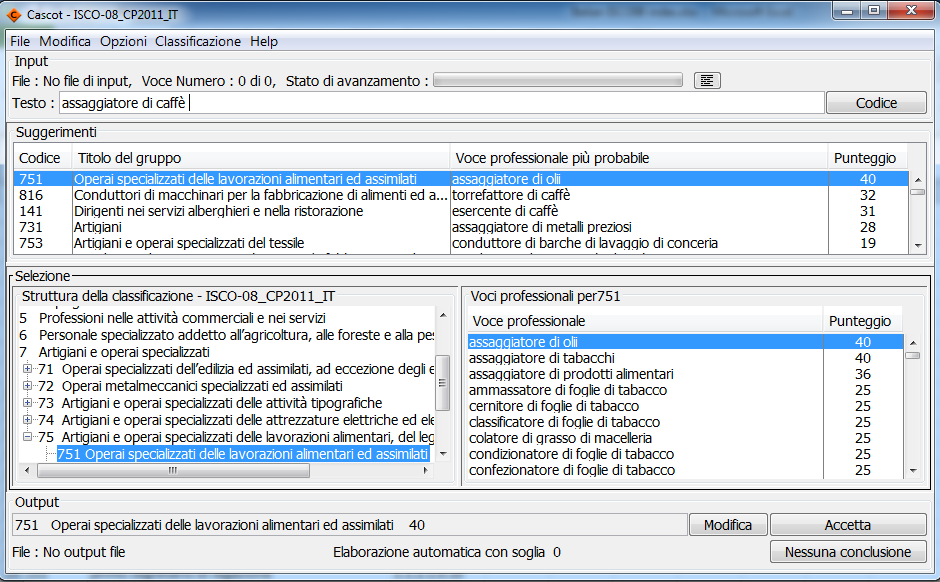 Cascot - ISCO-08_CP2011_IT
File Modifica Opzioni Classificazione Help
Input
File : No file di input, Voce Numero : 0 di 0, Stato di avanzamento :
Testo : assaggiatore di caffè Codice
Suggerimenti
Codice Titolo del gruppo Voce professionale più probabile Punteggio
751 Operai specializzati delle lavorazioni alimentari ed assimilati assaggiatore di olii 40
816 Conduttori di macchinari per la fabbricazione di alimenti ed a... torrefattore di caffè 32
141 Dirigenti nei servizi alberghieri e nella ristorazione esercente di caffè 31
731 Artigiani assaggiatore di metalli preziosi 28
753 Artigiani e operai specializzati del tessile conduttore di barche di lavaggio di conceria 19
Selezione
Struttura della classificazione - ISCO-08_CP2011_IT
5 Professioni nelle attività commerciali e nei servizi
6 Personale specializzato addetto all'agricoltura, alle foreste e alla pes
7 Artigiani e operai specializzati
71 Operai specializzati dell'edilizia ed assimilati, ad eccezione degli e
72 Operai metalmeccanici specializzati ed assimilati
73 Artigiani e operai specializzati delle attività tipografiche
74 Artigiani e operai specializzati delle attrezzature elettriche ed ele
75 Artigiani e operai specializzati delle lavorazioni alimentari, del leg
751 Operai specializzati delle lavorazioni alimentari ed assimilati
Voci professionali per751
Voce professionale Punteggio
assaggiatore di olii 40
assaggiatore di tabacchi 40
assaggiatore di prodotti alimentari 36
ammassatore di foglie di tabacco 25
cernitore di foglie di tabacco 25
classificatore di foglie di tabacco 25
colatore di grasso di macelleria 25
condizionatore di foglie di tabacco 25
confezionatore di foglie di tabacco 25
Output
751 Operai specializzati delle lavorazioni alimentari ed assimilati 40 Modifica Accetta
File : No output file Elaborazione automatica con soglia 0 Nessuna conclusione